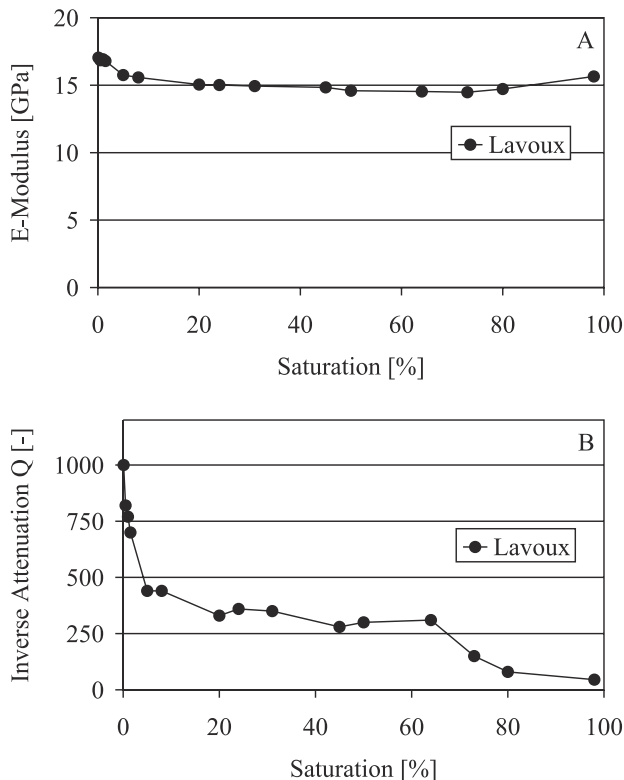 20
15
10
5
0
E-Modulus [GPa]
A
Lavoux
0 20 40 60 80 100
Saturation [%]
1000
750
500
250
0
Inverse Attenuation Q [-]
B
Lavoux
0 20 40 60 80 100
Saturation [%]